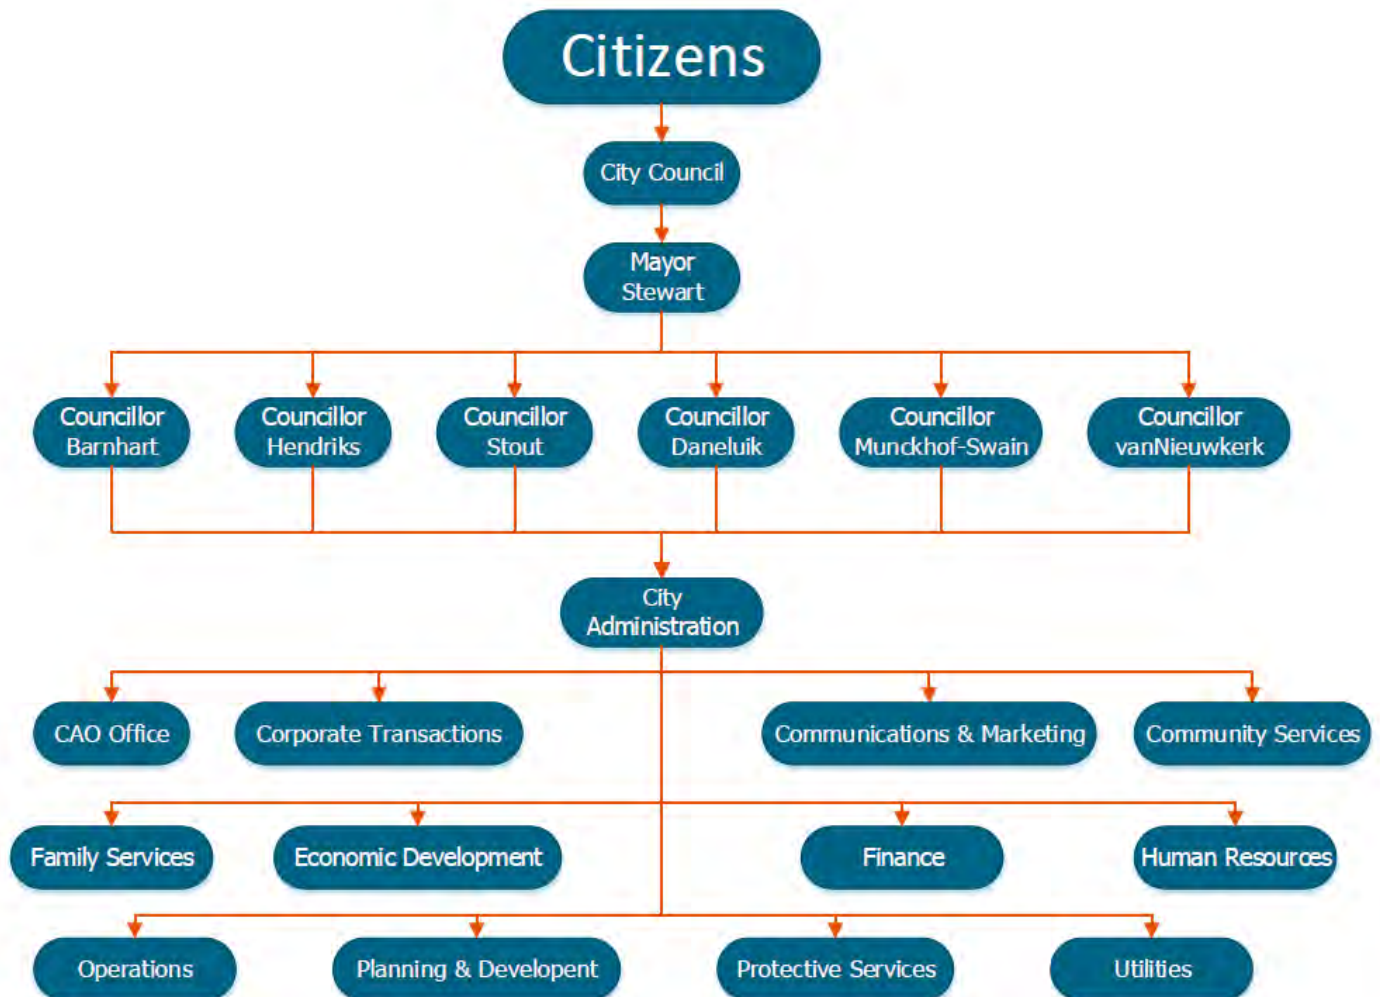 Citizens
City Council
Mayor
Stewart
Councillor
Barnhart
Councillor
Hendriks
Councillor
Stout
Councillor
Daneluik
Councillor
Munckhof-Swain
Councillor
vanNieuwkerk
City
Administration
CAO Office
Corporate Transactions
Communications & Marketing
Community Services
Family Services
Economic Development
Finance
Human Resources
Operations
Planning & Developent
Protective Services
Utilities